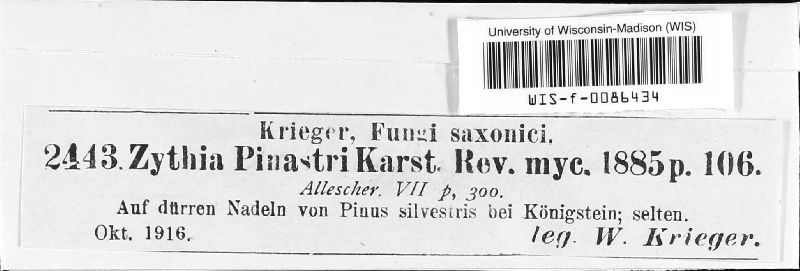 University of Wisconsin-Madison (WIS)
WIS-f-0086434
Krieger, Fungi saxonici.
2443. Zythia Pinastri Karst. Rev. myc. 1885 p. 106.
Allescher. VII p, 300.
Auf dürren Nadeln von Pinus silvestris bei Königstein; selten.
Okt. 1916. leg. W. Krieger.